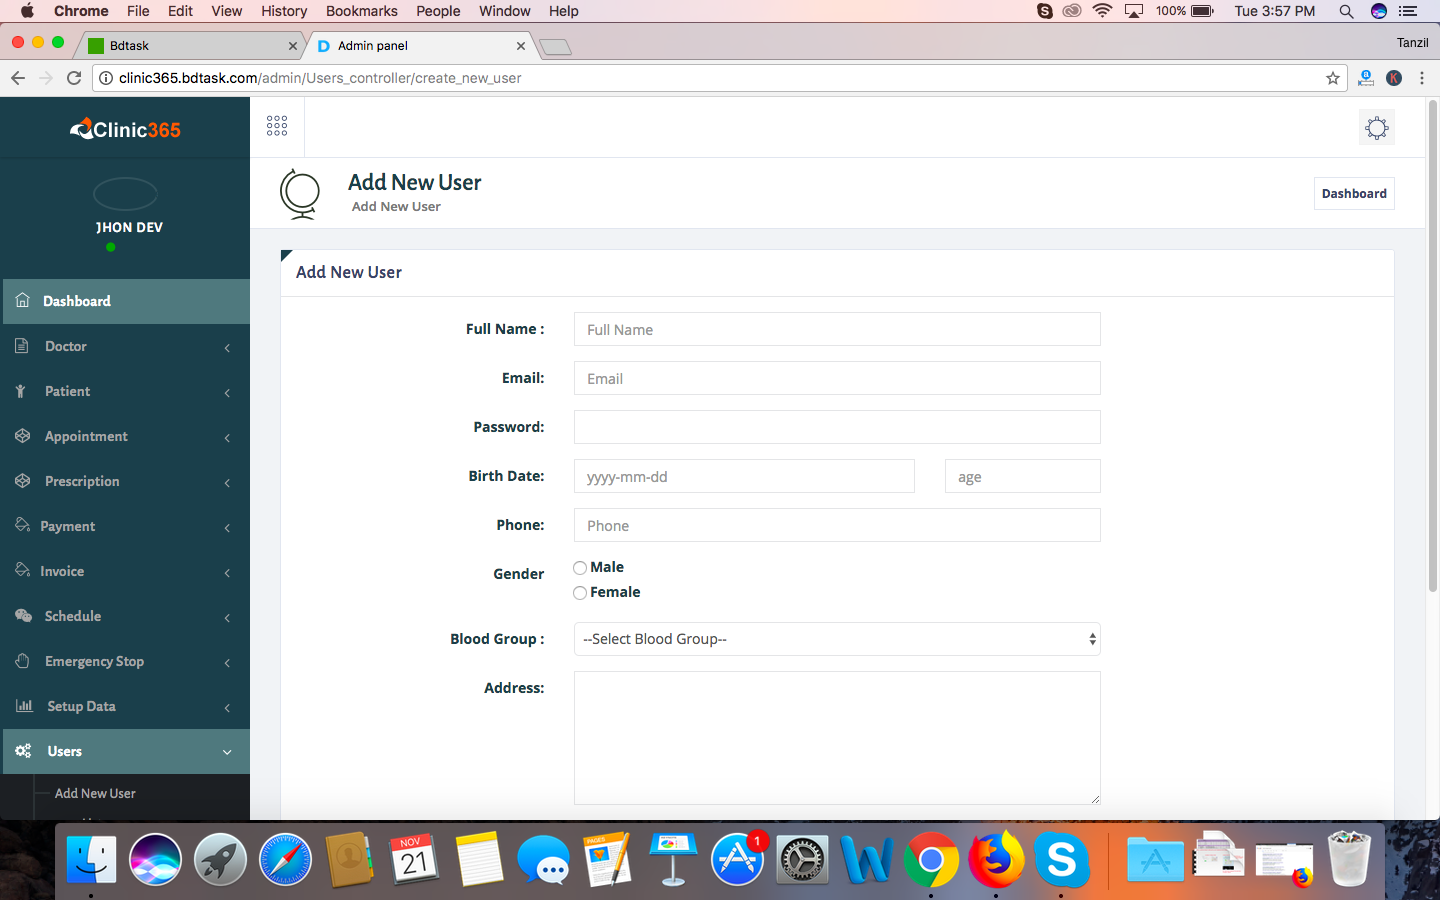 Chrome File Edit View History Bookmarks People Window Help 100% Tue 3:57 PM
Bdtask
Admin panel
Tanzil
clinic365.bdtask.com/admin/Users_controller/create_new_user
Clinic365
JHON DEV
Add New User
Add New User
Dashboard
Dashboard
Doctor
Patient
Appointment
Prescription
Payment
Invoice
Schedule
Emergency Stop
Setup Data
Users
Add New User
Add New User
Full Name : Full Name
Email: Email
Password:
Birth Date: yyyy-mm-dd age
Phone: Phone
Gender Male
Female
Blood Group : --Select Blood Group--
Address:
NOV
21
PAGES
1